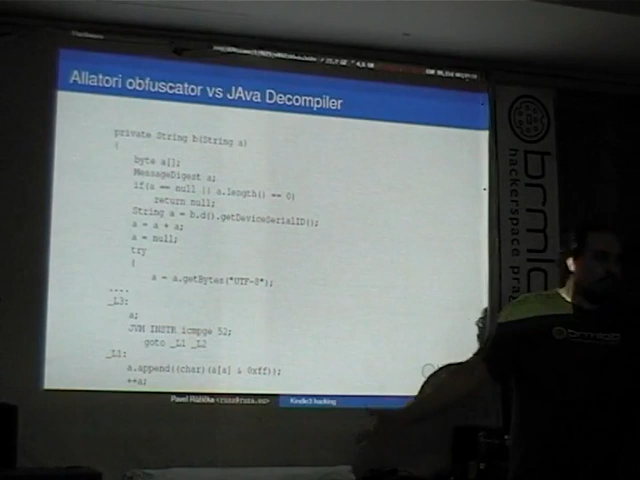 Allatori obfuscator vs JAva Decompiler
private String b(String a)
{
byte a[];
MessageDigest a;
if(a == null || a.length() == 0)
return null;
String a = b.d().getDeviceSerialID();
a = a + a;
a = null;
try
{
a = a.getBytes("UTF-8");
....
_L3:
a;
JVM INSTR icmpge 52;
goto _L1 _L2
_L1:
a.append((char)(a[a] & 0xff));
++a;
Kindle3 hacking
brmlab
hackerspace
brmlab